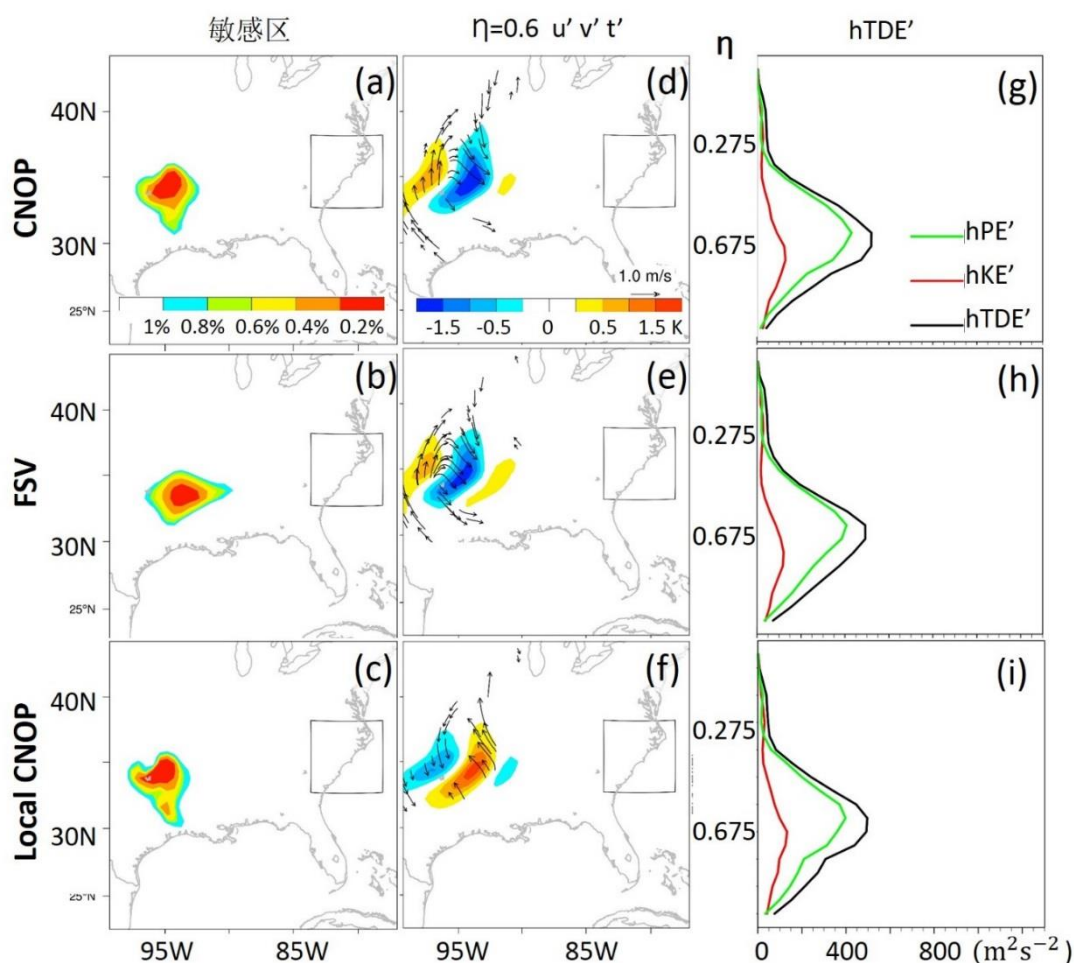 敏感区
η=0.6 u’ v’ t’
η
hTDE’
CNOP
40N
30N
25°N
(a)
1% 0.8% 0.6% 0.4% 0.2%
(d)
1.0 m/s
-1.5 -0.5 0 0.5 1.5 K
0.275
0.675
(g)
hPE’
hKE’
hTDE’
FSV
40N
30N
25°N
(b)
(e)
0.275
0.675
(h)
Local CNOP
40N
30N
25°N
(c)
(f)
0.275
0.675
(i)
95W 85W 95W 85W 0 400 800 (m²s⁻²)